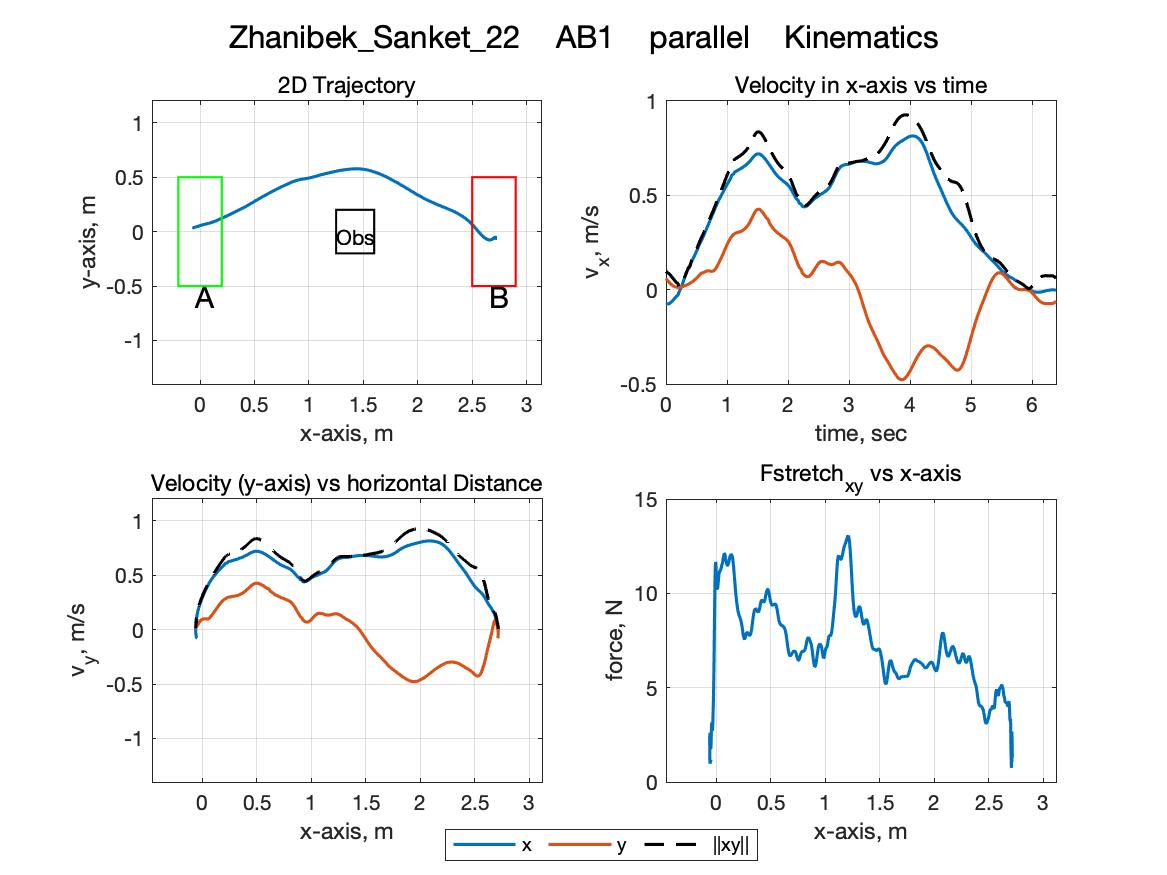 Zhanibek_Sanket_22 AB1 parallel Kinematics
2D Trajectory
1
0.5
0
-0.5
-1
y-axis, m
Obs
A
B
0 0.5 1 1.5 2 2.5 3
x-axis, m
Velocity in x-axis vs time
1
0.5
0
-0.5
vx, m/s
0 1 2 3 4 5 6
time, sec
Velocity (y-axis) vs horizontal Distance
1
0.5
0
-0.5
-1
vy, m/s
0 0.5 1 1.5 2 2.5 3
x-axis, m
Fstretchxy vs x-axis
15
10
5
0
force, N
0 0.5 1 1.5 2 2.5 3
x-axis, m
x y ||xy||